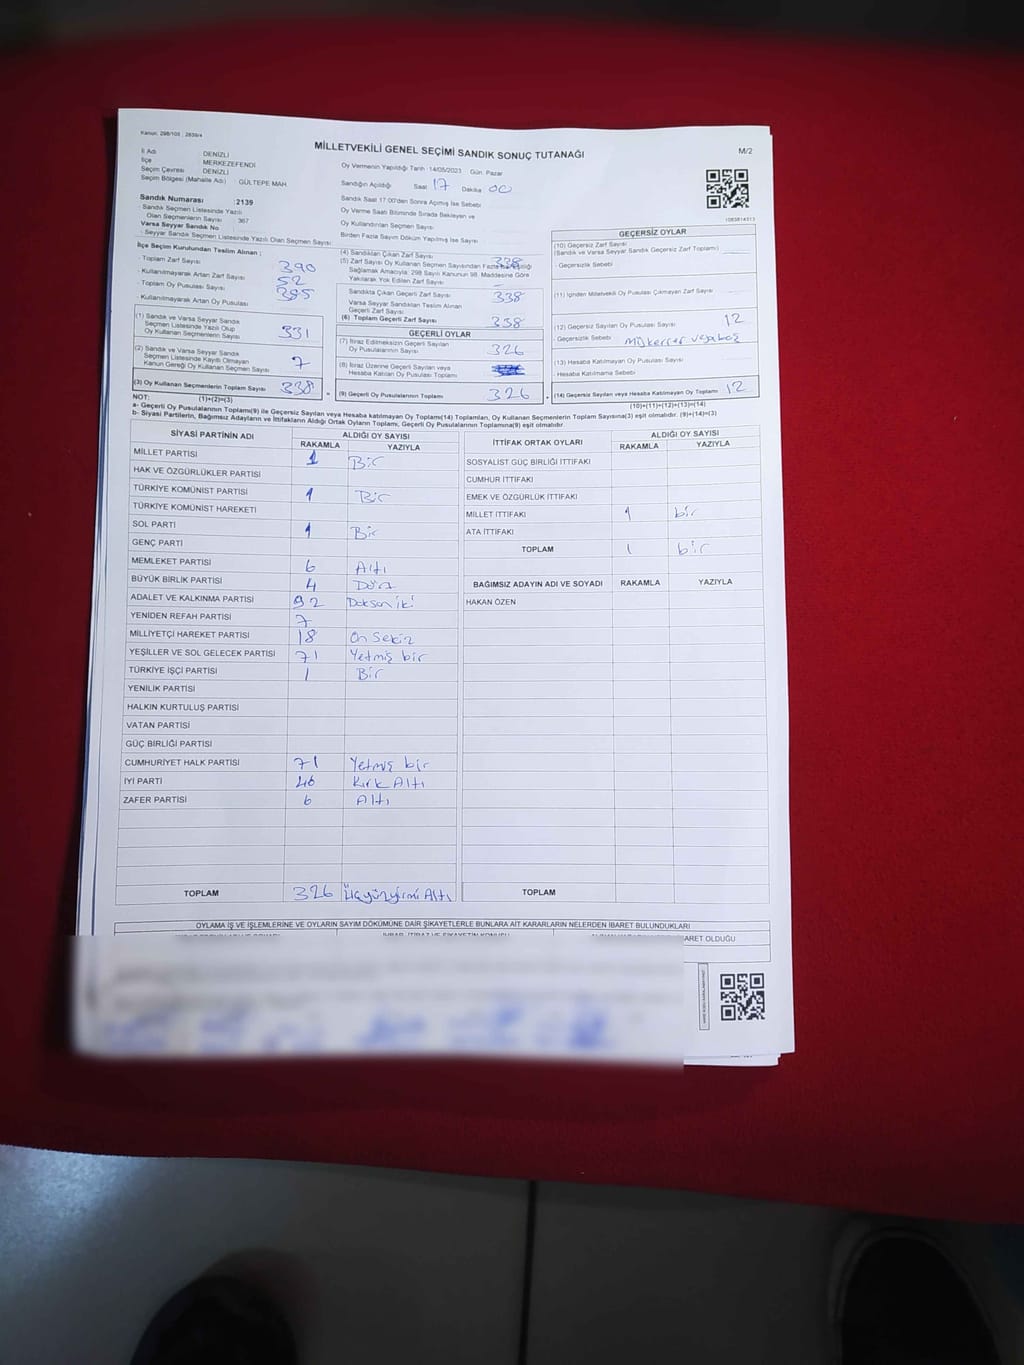 Kanun: 298/105 ; 2839/4
MİLLETVEKİLİ GENEL SEÇİMİ SANDIK SONUÇ TUTANAĞI
M/2
İl Adı : DENİZLİ
İlçe : MERKEZEFENDİ
Seçim Çevresi : DENİZLİ
Seçim Bölgesi (Mahalle Adı) : GÜLTEPE MAH
Oy Vermenin Yapıldığı Tarih : 14/05/2023 Gün: Pazar
Sandığın Açıldığı Saat 17 Dakika 00
Sandık Saat 17:00'den Sonra Açılmış İse Sebebi
Oy Verme Saati Bitiminde Sırada Bekleyen ve
Oy Kullandırılan Seçmen Sayısı
Birden Fazla Sayım Döküm Yapılmış İse Sayısı
Sandık Numarası : 2139
Sandık Seçmen Listesinde Yazılı
Olan Seçmenlerin Sayısı : 367
Varsa Seyyar Sandık No
Seyyar Sandık Seçmen Listesinde Yazılı Olan Seçmen Sayısı:
İlçe Seçim Kurulundan Teslim Alınan :
Toplam Zarf Sayısı 390
Kullanılmayarak Artan Zarf Sayısı 52
Toplam Oy Pusulası Sayısı 395
Kullanılmayarak Artan Oy Pusulası
(1) Sandık ve Varsa Seyyar Sandık
Seçmen Listesinde Yazılı Olup
Oy Kullanan Seçmenlerin Sayısı 331
(2) Sandık ve Varsa Seyyar Sandık
Seçmen Listesinde Kayıtlı Olmayan
Kanun Gereği Oy Kullanan Seçmen Sayısı 7
(3) Oy Kullanan Seçmenlerin Toplam Sayısı 338
(1)+(2)=(3)
(4) Sandıktan Çıkan Zarf Sayısı 338
(5) Zarf Sayısı Oy Kullanan Seçmen Sayısından Fazla
Sağlamak Amacıyla; 298 Sayılı Kanunun 98. Maddesine Göre
Yakılarak Yok Edilen Zarf Sayısı
Sandıkta Çıkan Geçerli Zarf Sayısı 338
Varsa Seyyar Sandıktan Teslim Alınan
Geçerli Zarf Sayısı
(6) Toplam Geçerli Zarf Sayısı 338
GEÇERLİ OYLAR
(7) İtiraz Edilmeksizin Geçerli Sayılan
Oy Pusulalarının Sayısı 326
(8) İtiraz Üzerine Geçerli Sayılan veya
Hesaba Katılan Oy Pusulası Toplamı
(9) Geçerli Oy Pusulalarının Toplamı 326
1083814313
GEÇERSİZ OYLAR
(10) Geçersiz Zarf Sayısı
(Sandık ve Varsa Seyyar Sandık Geçersiz Zarf Toplamı)
Geçersizlik Sebebi
(11) İçinden Milletvekili Oy Pusulası Çıkmayan Zarf Sayısı
(12) Geçersiz Sayılan Oy Pusulası Sayısı 12
Geçersizlik Sebebi
(13) Hesaba Katılmayan Oy Pusulası Sayısı
Hesaba Katılmama Sebebi
(14) Geçersiz Sayılan veya Hesaba Katılmayan Oy Toplamı 12
(10)+(11)+(12)+(13)=(14)
NOT:
a- Geçerli Oy Pusulalarının Toplamı(9) ile Geçersiz Sayılan veya Hesaba katılmayan Oy Toplamı(14) Toplamları, Oy Kullanan Seçmenlerin Toplam Sayısına(3) eşit olmalıdır. (9)+(14)=(3)
b- Siyasi Partilerin, Bağımsız Adayların ve İttifakların Aldığı Ortak Oyların Toplamı; Geçerli Oy Pusulalarının Toplamına(9) eşit olmalıdır.
SİYASİ PARTİNİN ADI ALDIĞI OY SAYISI
RAKAMLA YAZIYLA
MİLLET PARTİSİ 1 Bir
HAK VE ÖZGÜRLÜKLER PARTİSİ
TÜRKİYE KOMÜNİST PARTİSİ 1 Bir
TÜRKİYE KOMÜNİST HAREKETİ
SOL PARTİ 1 Bir
GENÇ PARTİ
MEMLEKET PARTİSİ 6 Altı
BÜYÜK BİRLİK PARTİSİ 4
ADALET VE KALKINMA PARTİSİ 92 Doksan iki
YENİDEN REFAH PARTİSİ 7
MİLLİYETÇİ HAREKET PARTİSİ 18 On Sekiz
YEŞİLLER VE SOL GELECEK PARTİSİ 71 Yetmiş bir
TÜRKİYE İŞÇİ PARTİSİ 1 Bir
YENİLİK PARTİSİ
HALKIN KURTULUŞ PARTİSİ
VATAN PARTİSİ
GÜÇ BİRLİĞİ PARTİSİ
CUMHURİYET HALK PARTİSİ 71 Yetmiş bir
İYİ PARTİ 46 Kırk Altı
ZAFER PARTİSİ 6 Altı
TOPLAM 326 Üçyüzyirmi Altı
İTTİFAK ORTAK OYLARI ALDIĞI OY SAYISI
RAKAMLA YAZIYLA
SOSYALİST GÜÇ BİRLİĞİ İTTİFAKI
CUMHUR İTTİFAKI
EMEK VE ÖZGÜRLÜK İTTİFAKI
MİLLET İTTİFAKI 1 bir
ATA İTTİFAKI
TOPLAM 1 bir
BAĞIMSIZ ADAYIN ADI VE SOYADI RAKAMLA YAZIYLA
HAKAN ÖZEN
TOPLAM
OYLAMA İŞ VE İŞLEMLERİNE VE OYLARIN SAYIM DÖKÜMÜNE DAİR ŞİKAYETLERLE BUNLARA AİT KARARLARIN NELERDEN İBARET BULUNDUKLARI
İHBAR, İTİRAZ VE ŞİKAYETİN KONUSU
BARET OLDUĞU